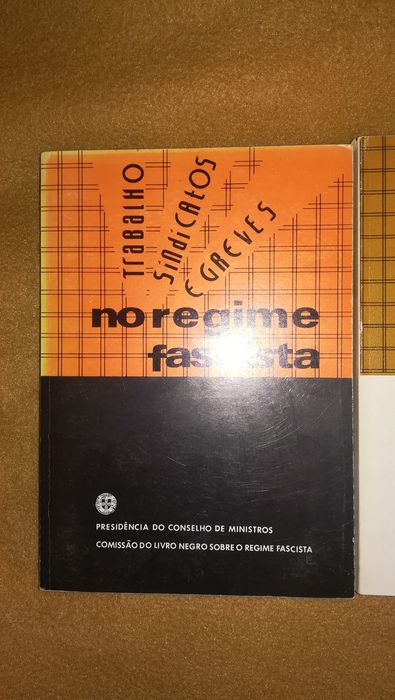 TRABALHO
SINDICATOS
E GREVES
no regime
fascista
PRESIDÊNCIA DO CONSELHO DE MINISTROS
COMISSÃO DO LIVRO NEGRO SOBRE O REGIME FASCISTA